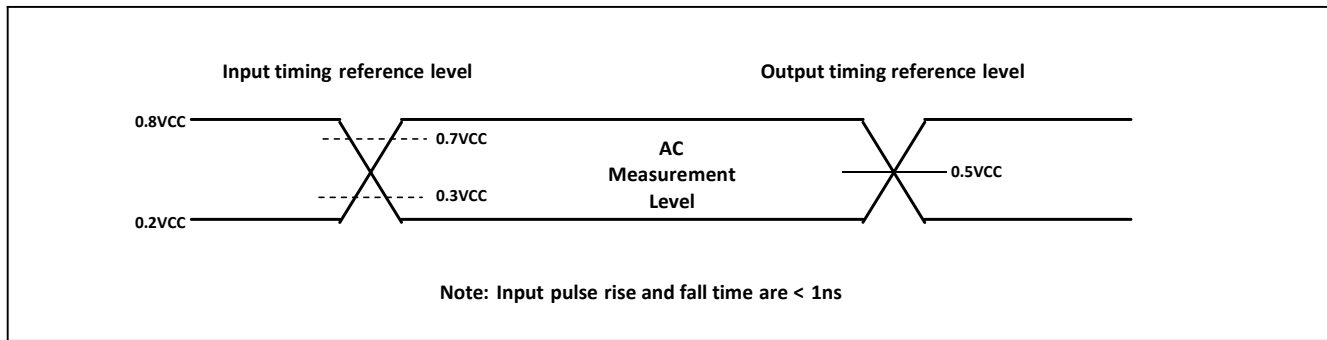 Input timing reference level
Output timing reference level
0.8VCC
0.7VCC
AC
Measurement
Level
0.5VCC
0.3VCC
0.2VCC
Note: Input pulse rise and fall time are < 1ns